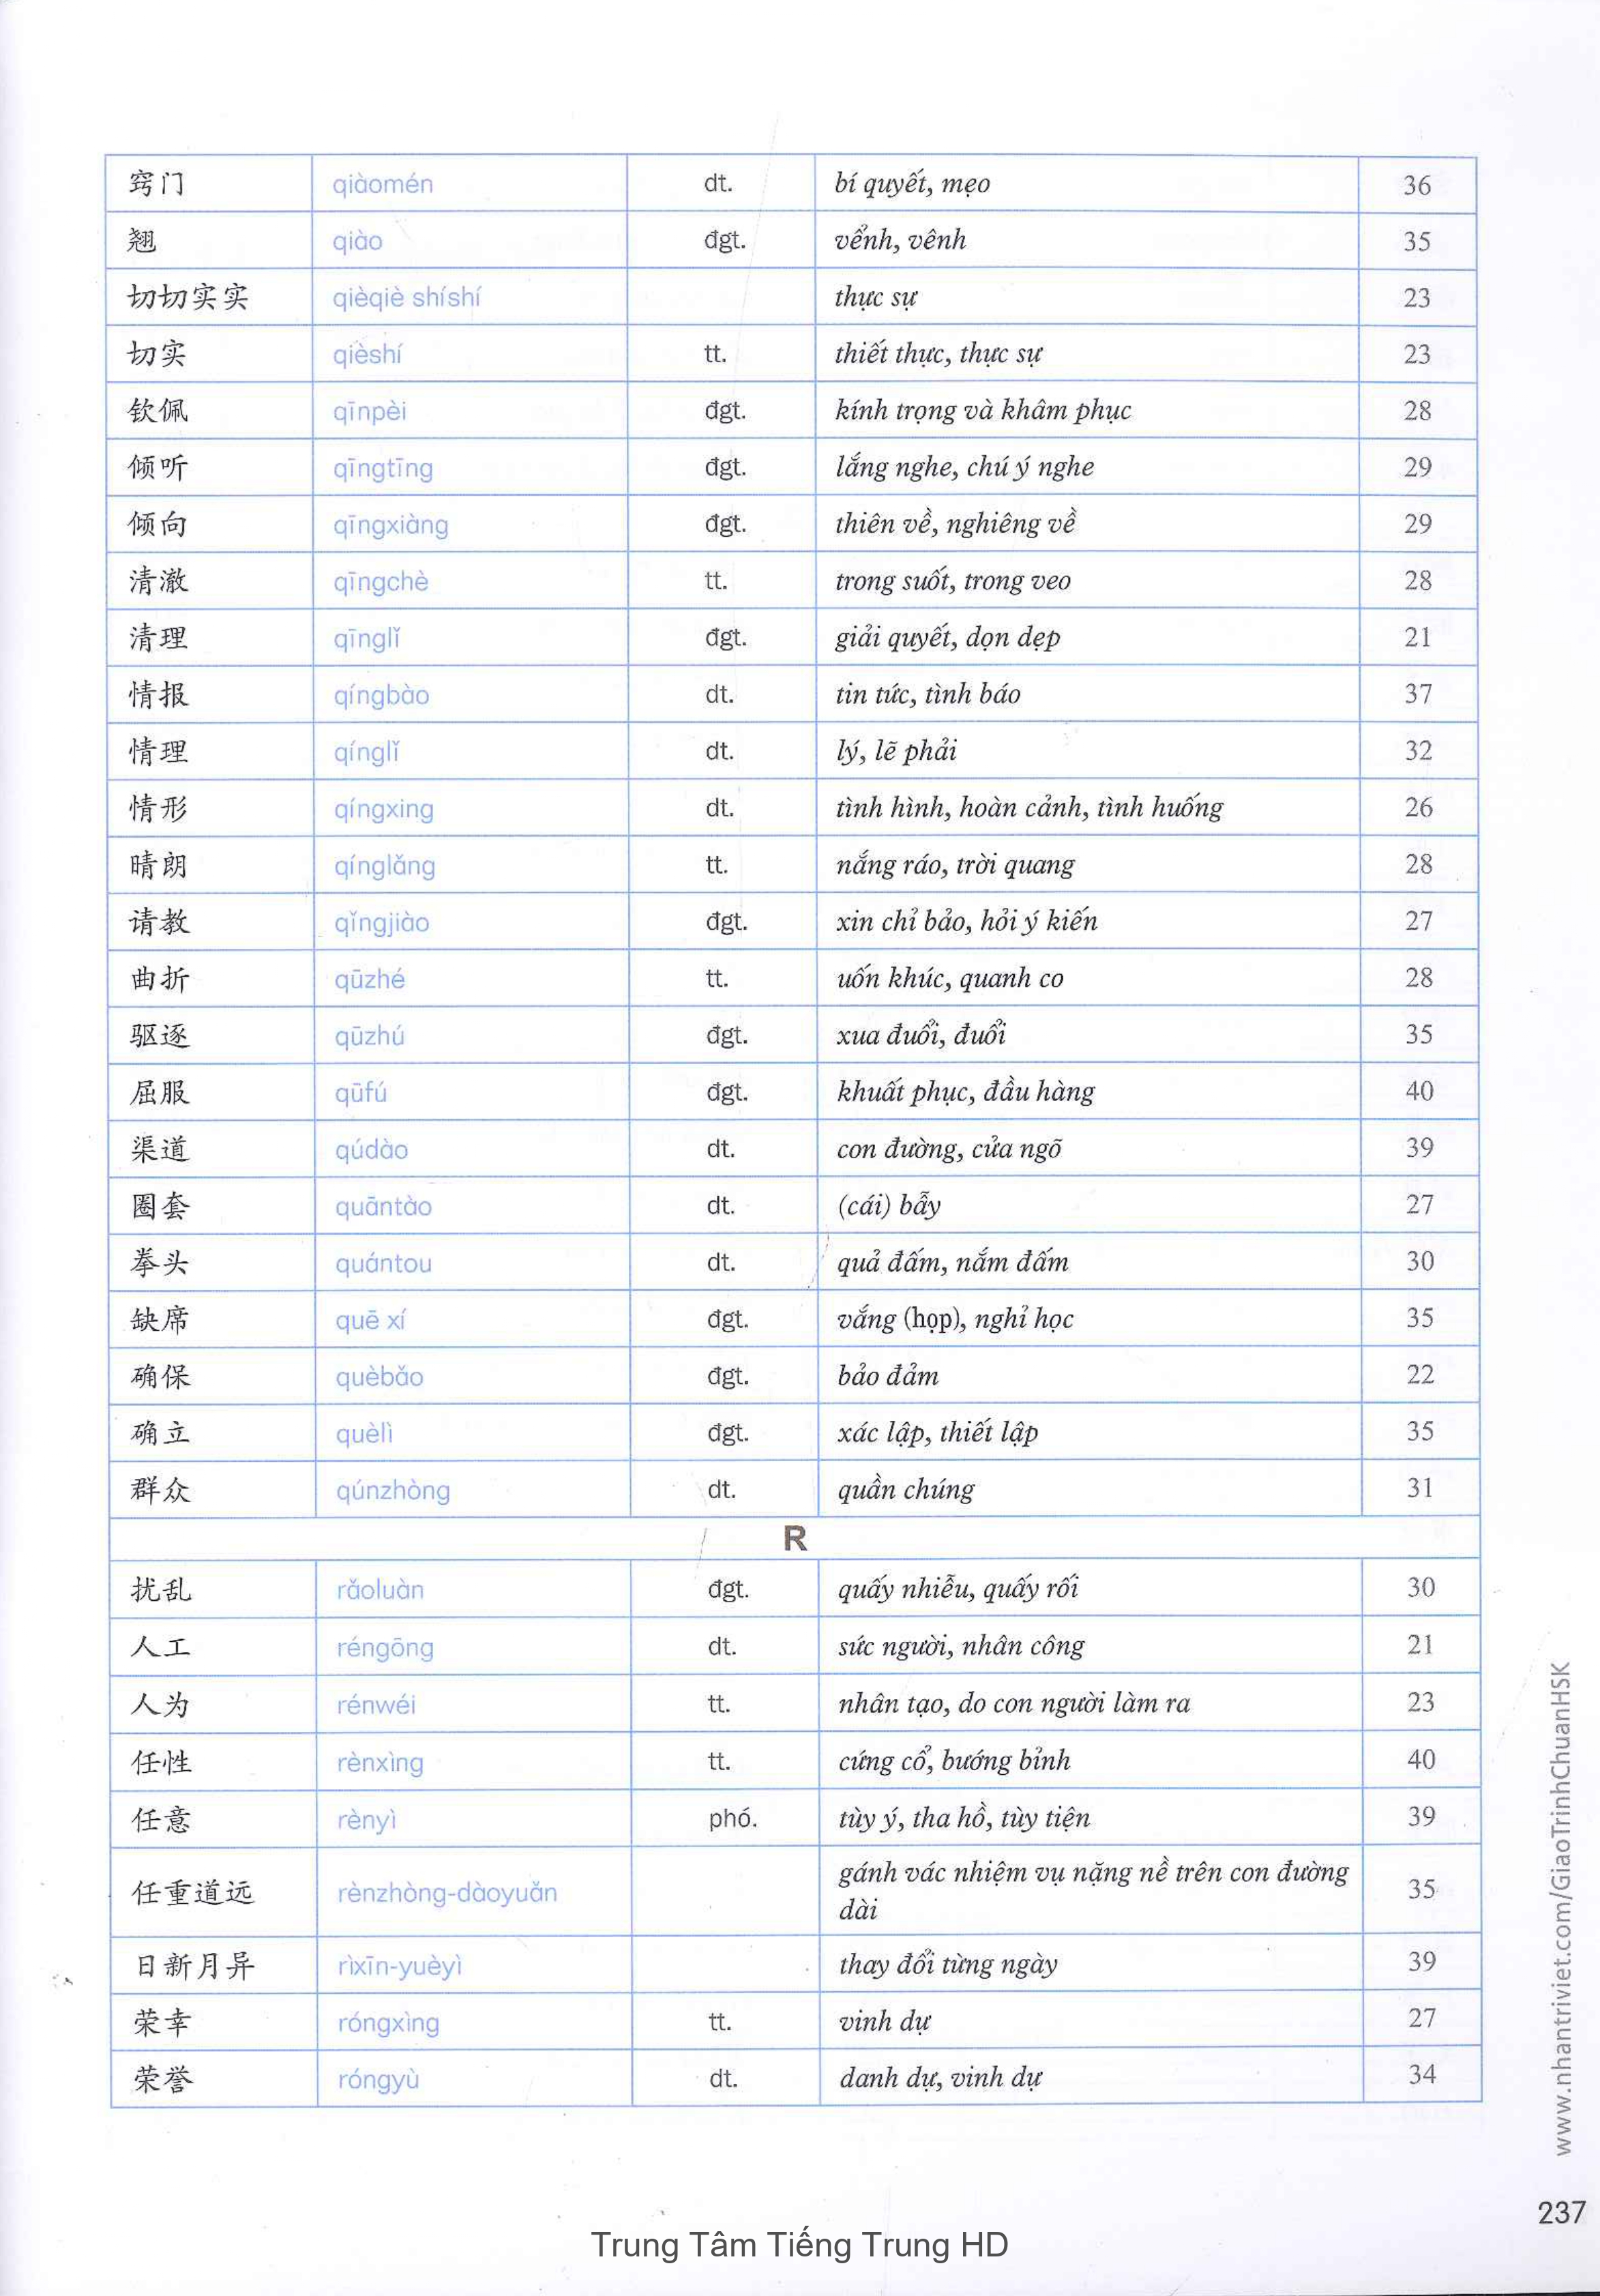 窍门 qiàomén dt. bí quyết, mẹo 36
翘 qiào đgt. vểnh, vênh 35
切切实实 qièqiè shíshí thực sự 23
切实 qièshí tt. thiết thực, thực sự 23
钦佩 qīnpèi đgt. kính trọng và khâm phục 28
倾听 qīngtīng đgt. lắng nghe, chú ý nghe 29
倾向 qīngxiàng đgt. thiên về, nghiêng về 29
清澈 qīngchè tt. trong suốt, trong veo 28
清理 qīnglǐ đgt. giải quyết, dọn dẹp 21
情报 qíngbào dt. tin tức, tình báo 37
情理 qínglǐ dt. lý, lẽ phải 32
情形 qíngxing dt. tình hình, hoàn cảnh, tình huống 26
晴朗 qínglǎng tt. nắng ráo, trời quang 28
请教 qǐngjiào đgt. xin chỉ bảo, hỏi ý kiến 27
曲折 qūzhé tt. uốn khúc, quanh co 28
驱逐 qūzhú đgt. xua đuổi, đuổi 35
屈服 qūfú đgt. khuất phục, đầu hàng 40
渠道 qúdào dt. con đường, cửa ngõ 39
圈套 quāntào dt. (cái) bẫy 27
拳头 quántou dt. quả đấm, nắm đấm 30
缺席 quē xí đgt. vắng (họp), nghỉ học 35
确保 quèbǎo đgt. bảo đảm 22
确立 quèlì đgt. xác lập, thiết lập 35
群众 qúnzhòng dt. quần chúng 31
R
扰乱 rǎoluàn đgt. quấy nhiễu, quấy rối 30
人工 réngōng dt. sức người, nhân công 21
人为 rénwéi tt. nhân tạo, do con người làm ra 23
任性 rènxìng tt. cứng cổ, bướng bỉnh 40
任意 rènyì phó. tùy ý, tha hồ, tùy tiện 39
任重道远 rènzhòng-dàoyuǎn gánh vác nhiệm vụ nặng nề trên con đường
dài 35
日新月异 rìxīn-yuèyì thay đổi từng ngày 39
荣幸 róngxìng tt. vinh dự 27
荣誉 róngyù dt. danh dự, vinh dự 34
www.nhantriviet.com/GiaoTrinhChuanHSK
237
Trung Tâm Tiếng Trung HD